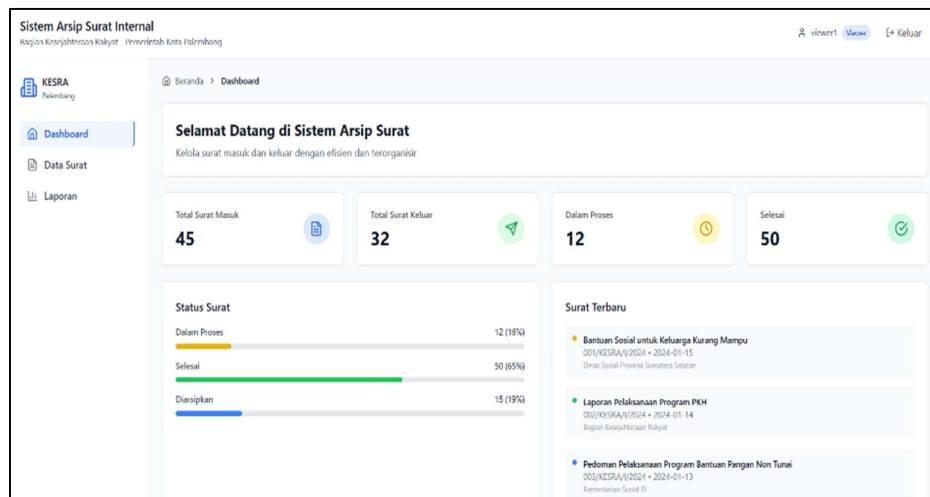 Sistem Arsip Surat Internal
Bagian Kesejahteraan Rakyat - Pemerintah Kota Palembang
viewer1 Viewer Keluar
KESRA
Palembang
Beranda > Dashboard
Dashboard
Data Surat
Laporan
Selamat Datang di Sistem Arsip Surat
Kelola surat masuk dan keluar dengan efisien dan terorganisir
Total Surat Masuk
45
Total Surat Keluar
32
Dalam Proses
12
Selesai
50
Status Surat
Dalam Proses 12 (16%)
Selesai 50 (65%)
Diarsipkan 15 (19%)
Surat Terbaru
Bantuan Sosial untuk Keluarga Kurang Mampu
001/KESRA/I/2024 • 2024-01-15
Dinas Sosial Provinsi Sumatera Selatan
Laporan Pelaksanaan Program PKH
002/KESRA/I/2024 • 2024-01-14
Bagian Kesejahteraan Rakyat
Pedoman Pelaksanaan Program Bantuan Pangan Non Tunai
003/KESRA/I/2024 • 2024-01-13
Kementerian Sosial RI